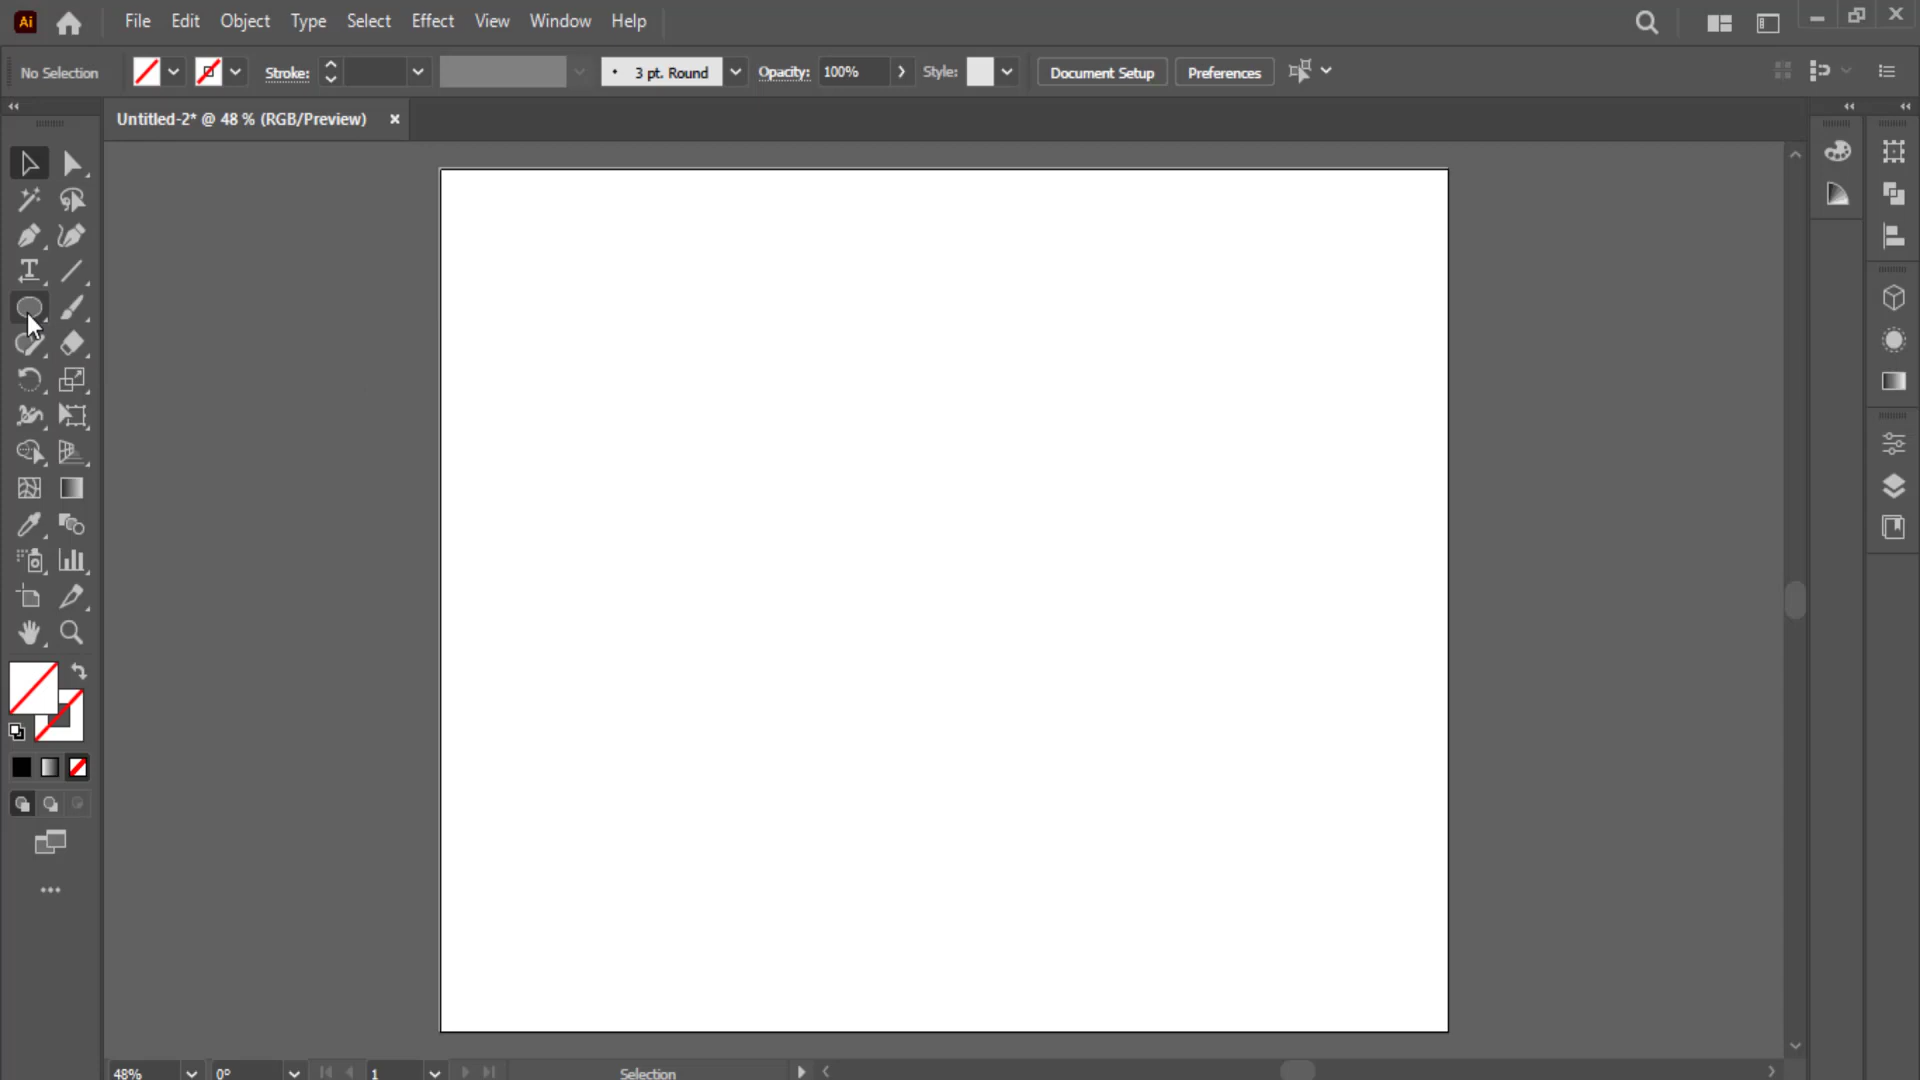 Ai File Edit Object Type Select Effect View Window Help
No Selection Stroke: 3 pt. Round Opacity: 100% Style: Document Setup Preferences
Untitled-2* @ 48 % (RGB/Preview) ×
48% 0° 1 Selection